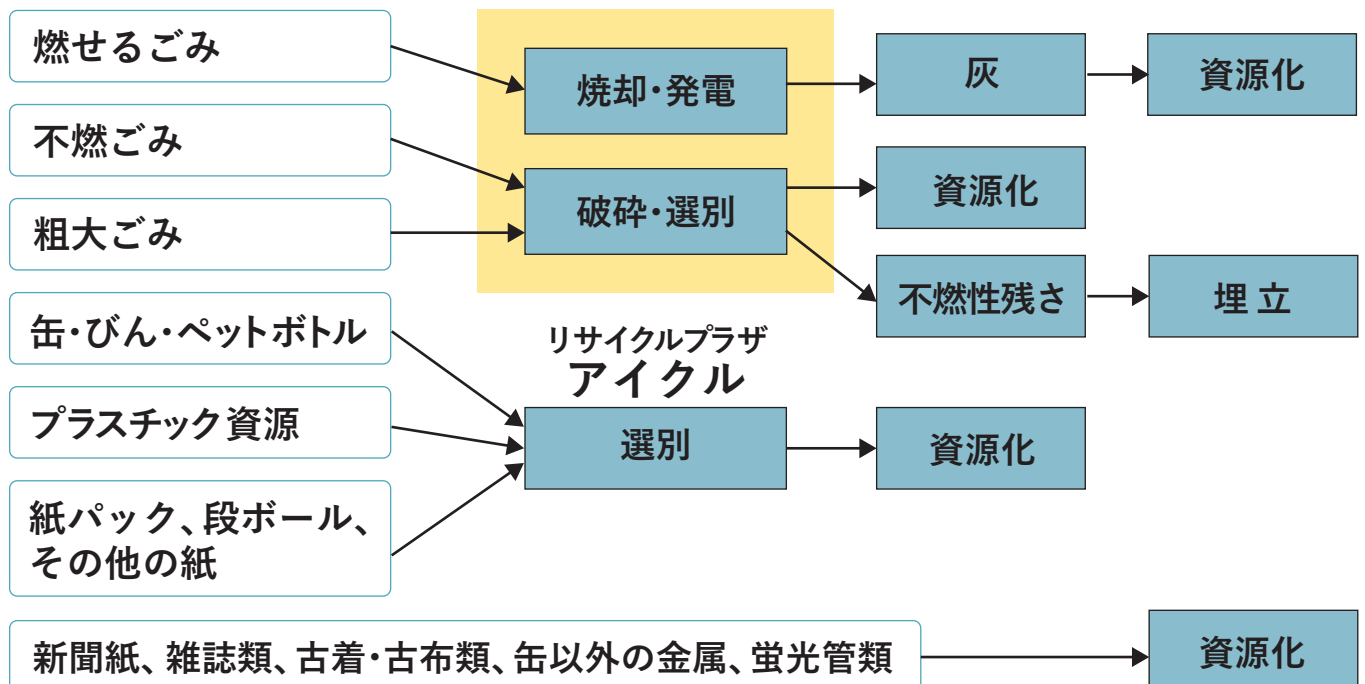 燃せるごみ
焼却・発電
灰
資源化
不燃ごみ
破砕・選別
資源化
粗大ごみ
不燃性残さ
埋立
缶・びん・ペットボトル
リサイクルプラザ
アイクル
プラスチック資源
選別
資源化
紙パック、段ボール、
その他の紙
新聞紙、雑誌類、古着・古布類、缶以外の金属、蛍光管類
資源化